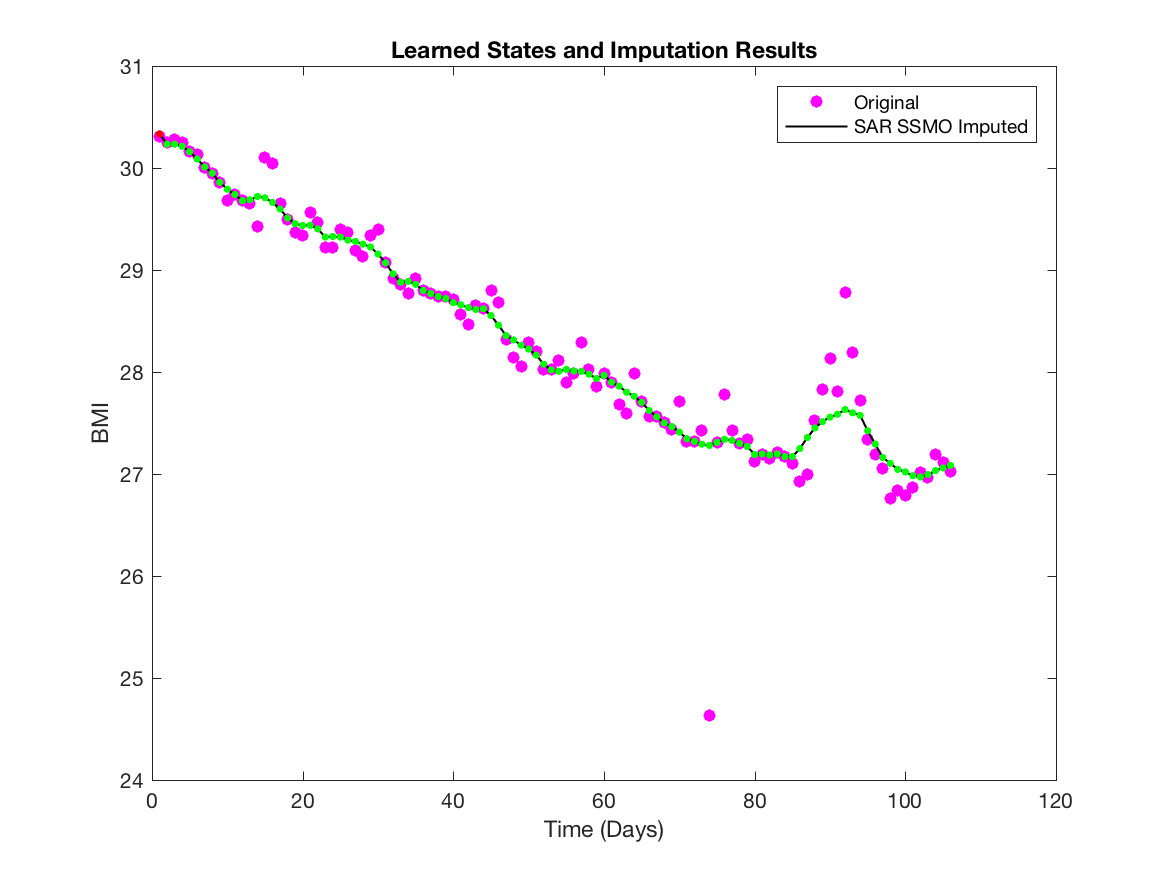 Learned States and Imputation Results
Original
SAR SSMO Imputed
31
30
29
28
27
26
25
24
BMI
0 20 40 60 80 100 120
Time (Days)